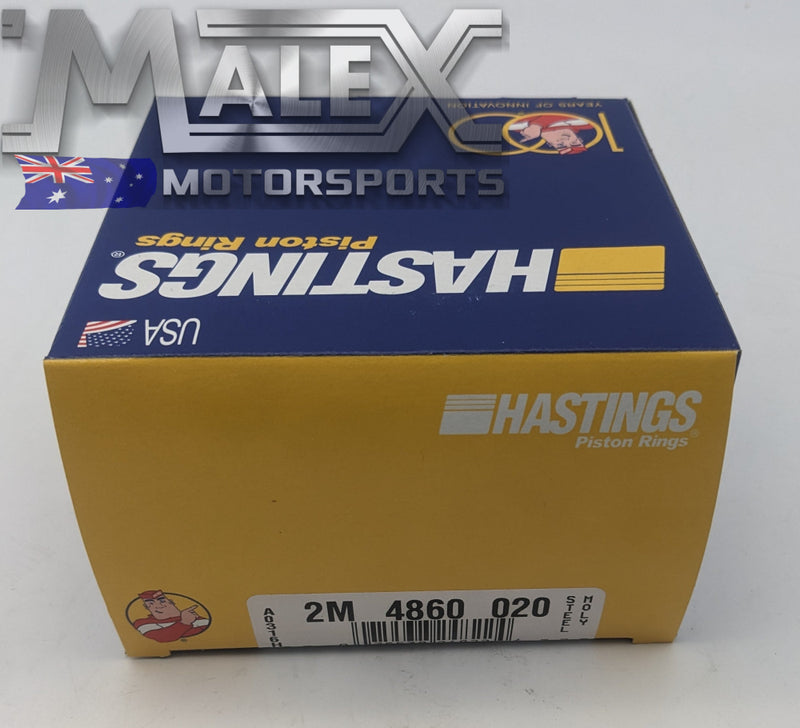 MALEX
MOTORSPORTS
100
YEARS OF INNOVATION
HASTINGS®
Piston Rings
USA
HASTINGS
Piston Rings®
2M 4860 020
MOLY
STEEL